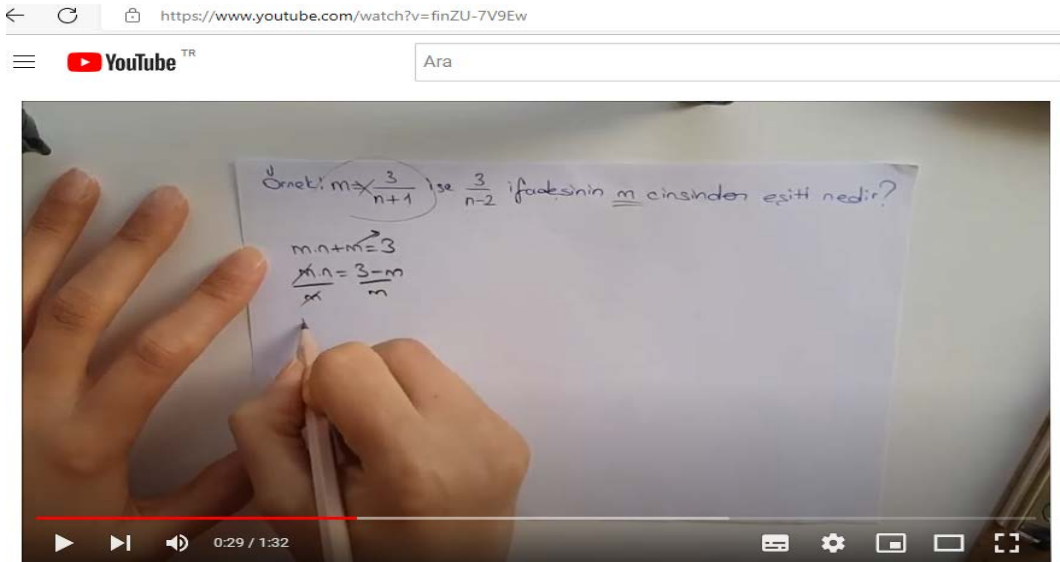 https://www.youtube.com/watch?v=finZU-7V9Ew
YouTube TR
Ara
Örnek: m = 3/(n+1) ise 3/(n-2) ifadesinin m cinsinden eşiti nedir?
m.n+m=3
m.n/m = 3-m/m
0:29 / 1:32